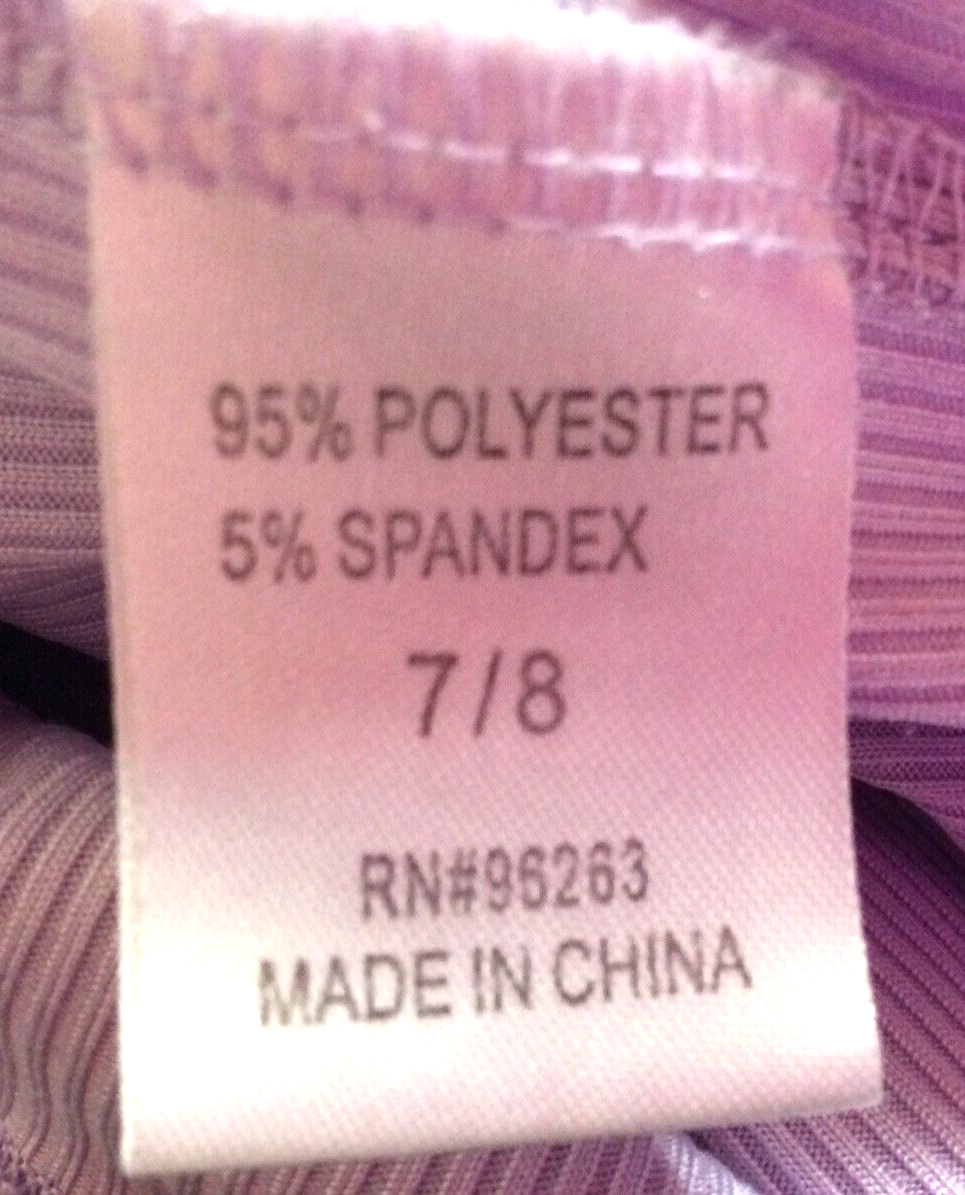 95% POLYESTER
5% SPANDEX
7/8
RN#96263
MADE IN CHINA